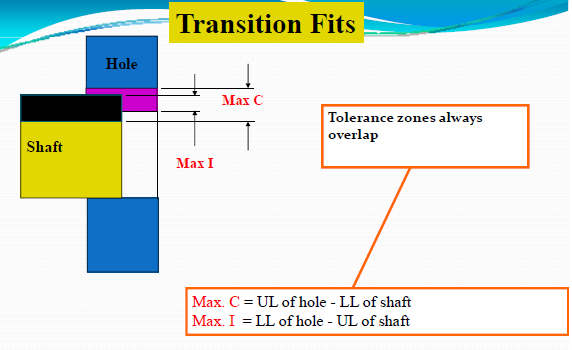 Transition Fits
Hole
Max C
Shaft
Max I
Tolerance zones always
overlap
Max. C = UL of hole - LL of shaft
Max. I = LL of hole - UL of shaft